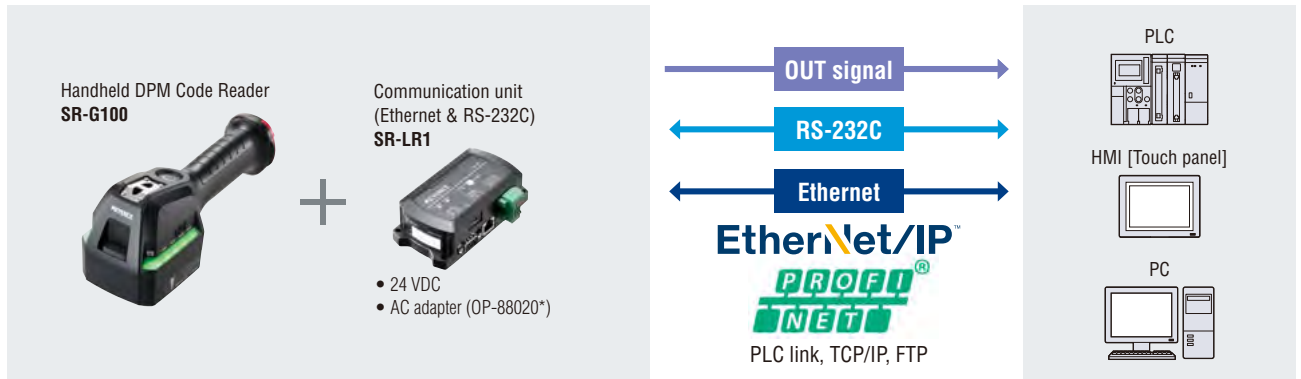 Handheld DPM Code Reader
SR-G100
Communication unit
(Ethernet & RS-232C)
SR-LR1
• 24 VDC
• AC adapter (OP-88020*)
OUT signal
RS-232C
Ethernet
EtherNet/IP™
PROFI®
NET
PLC link, TCP/IP, FTP
PLC
HMI [Touch panel]
PC